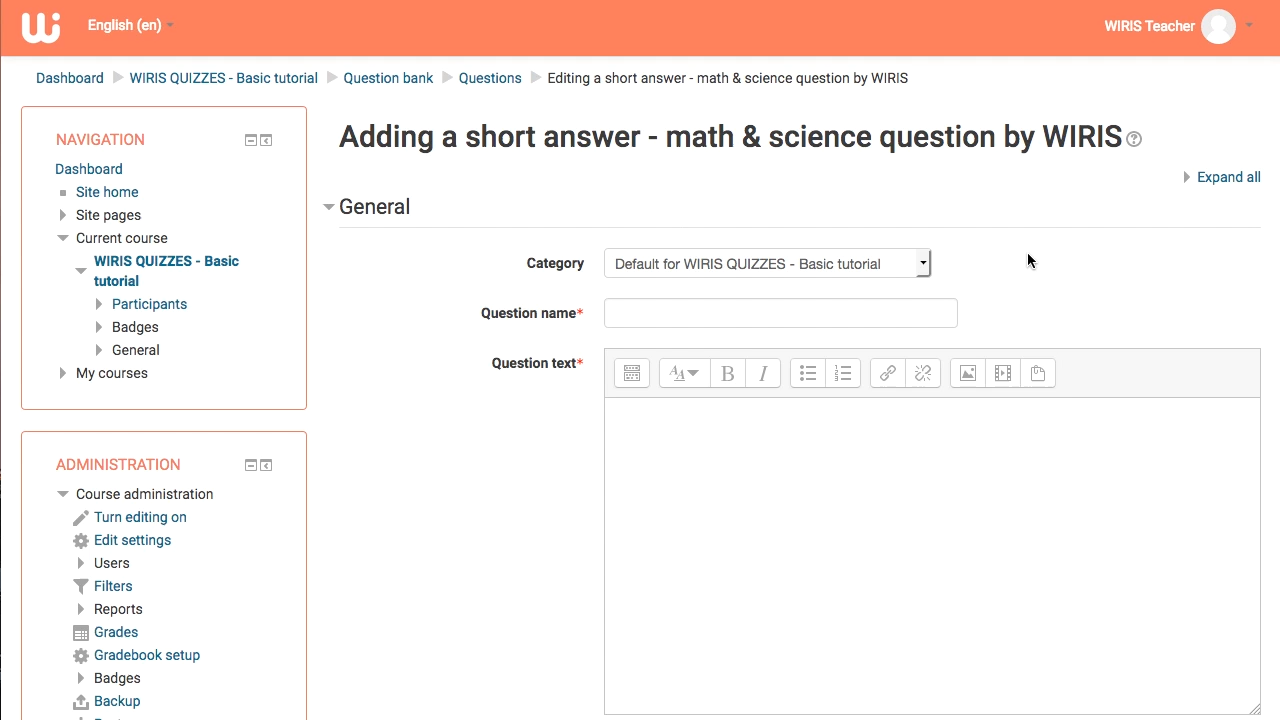 English (en)
WIRIS Teacher
Dashboard WIRIS QUIZZES - Basic tutorial Question bank Questions Editing a short answer - math & science question by WIRIS
NAVIGATION
Dashboard
Site home
Site pages
Current course
WIRIS QUIZZES - Basic
tutorial
Participants
Badges
General
My courses
ADMINISTRATION
Course administration
Turn editing on
Edit settings
Users
Filters
Reports
Grades
Gradebook setup
Badges
Backup
Adding a short answer - math & science question by WIRIS
Expand all
General
Category Default for WIRIS QUIZZES - Basic tutorial
Question name*
Question text*
B I